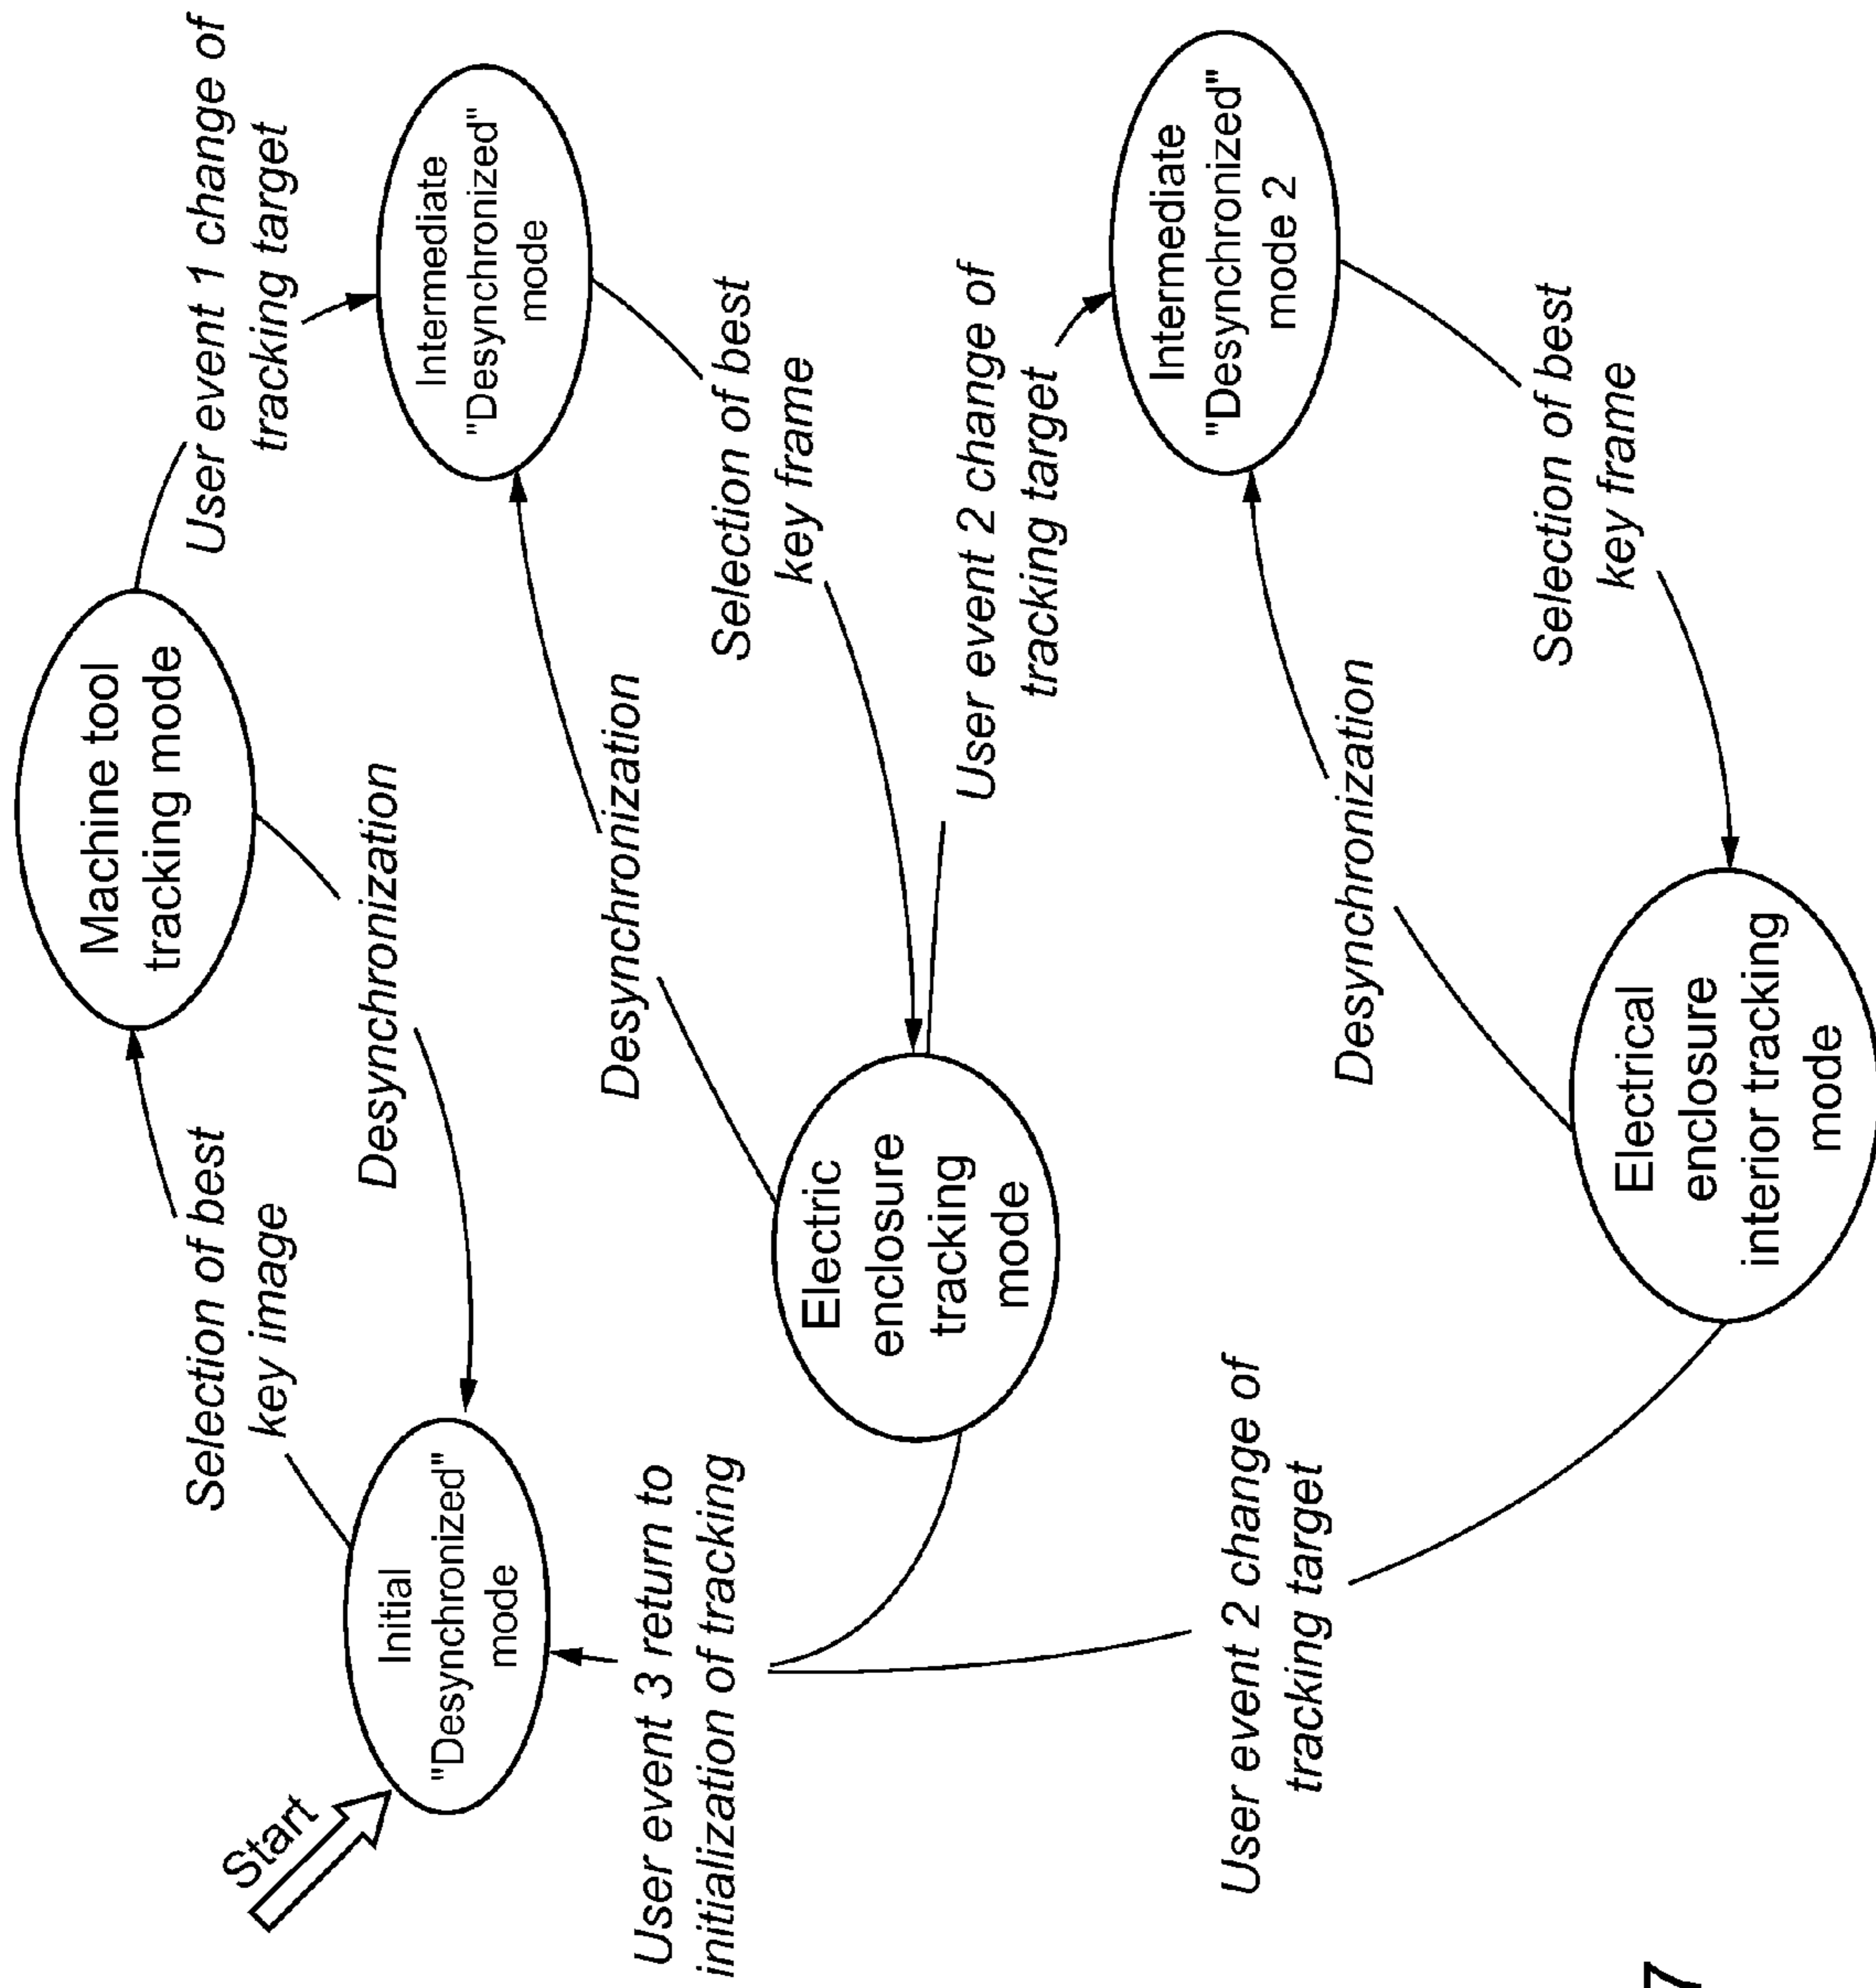 Start
Initial
"Desynchronized"
mode
Selection of best
key image
Machine tool
tracking mode
Desynchronization
User event 1 change of
tracking target
Intermediate
"Desynchronized"
mode
Desynchronization
Selection of best
key frame
Electric
enclosure
tracking
mode
User event 3 return to
initialization of tracking
User event 2 change of
tracking target
Intermediate
"Desynchronized"
mode 2
Desynchronization
Selection of best
key frame
Electrical
enclosure
interior tracking
mode
User event 2 change of
tracking target
7